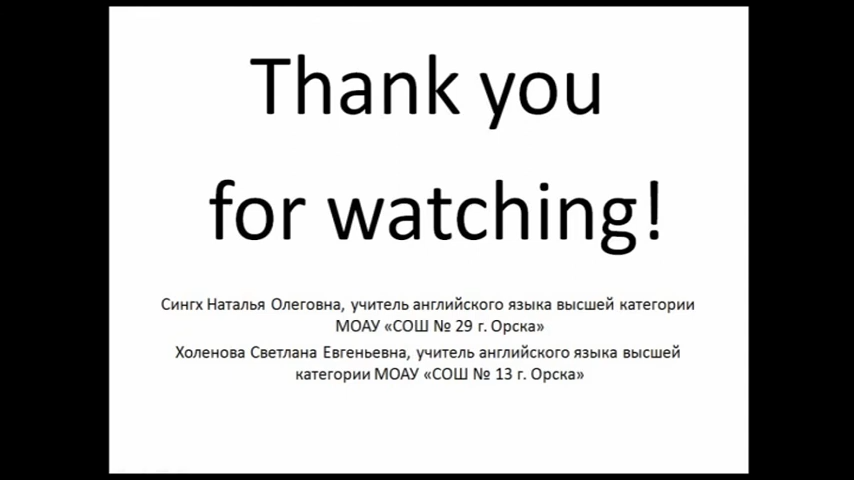 Thank you
for watching!
Сингх Наталья Олеговна, учитель английского языка высшей категории
МОАУ «СОШ № 29 г. Орска»
Холенова Светлана Евгеньевна, учитель английского языка высшей
категории МОАУ «СОШ № 13 г. Орска»